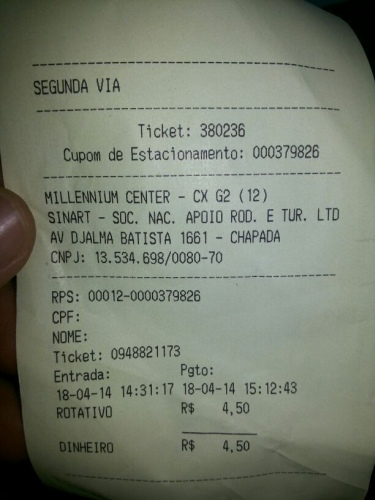 SEGUNDA VIA
Ticket: 380236
Cupom de Estacionamento: 000379826
MILLENNIUM CENTER - CX G2 (12)
SINART - SOC. NAC. APOIO ROD. E TUR. LTD
AV DJALMA BATISTA 1661 - CHAPADA
CNPJ: 13.534.698/0080-70
RPS: 00012-0000379826
CPF:
NOME:
Ticket: 0948821173
Entrada: Pgto:
18-04-14 14:31:17 18-04-14 15:12:43
ROTATIVO R$ 4,50
DINHEIRO R$ 4,50